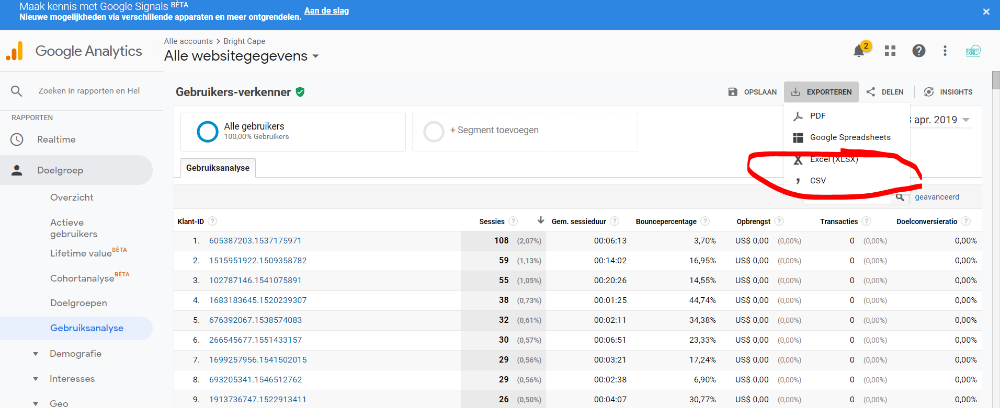 Maak kennis met Google Signals BÈTA
Nieuwe mogelijkheden via verschillende apparaten en meer ontgrendelen. Aan de slag
Google Analytics
Alle accounts > Bright Cape
Alle websitegegevens
2
BRIGHT CAPE
Zoeken in rapporten en Hel
Gebruikers-verkenner
OPSLAAN EXPORTEREN DELEN INSIGHTS
RAPPORTEN
Realtime
Doelgroep
Overzicht
Actieve
gebruikers
Lifetime value BÈTA
Cohortanalyse BÈTA
Doelgroepen
Gebruiksanalyse
Demografie
Interesses
Geo
PDF
Google Spreadsheets
Excel (XLSX)
CSV
apr. 2019
Alle gebruikers
100,00% Gebruikers
+ Segment toevoegen
Gebruiksanalyse
geavanceerd
Klant-ID Sessies Gem. sessieduur Bouncepercentage Opbrengst Transacties Doelconversieratio
1. 605387203.1537175971 108 (2,07%) 00:06:13 3,70% US$ 0,00 (0,00%) 0 (0,00%) 0,00%
2. 1515951922.1509358782 59 (1,13%) 00:14:02 16,95% US$ 0,00 (0,00%) 0 (0,00%) 0,00%
3. 102787146.1541075891 55 (1,05%) 00:20:26 14,55% US$ 0,00 (0,00%) 0 (0,00%) 0,00%
4. 1683183645.1520239307 38 (0,73%) 00:01:25 44,74% US$ 0,00 (0,00%) 0 (0,00%) 0,00%
5. 676392067.1538574083 32 (0,61%) 00:02:11 34,38% US$ 0,00 (0,00%) 0 (0,00%) 0,00%
6. 266545677.1551433157 30 (0,57%) 00:06:51 23,33% US$ 0,00 (0,00%) 0 (0,00%) 0,00%
7. 1699257956.1541502015 29 (0,56%) 00:03:21 17,24% US$ 0,00 (0,00%) 0 (0,00%) 0,00%
8. 693205341.1546512762 29 (0,56%) 00:02:38 6,90% US$ 0,00 (0,00%) 0 (0,00%) 0,00%
9. 1913736747.1522913411 26 (0,50%) 00:04:07 30,77% US$ 0,00 (0,00%) 0 (0,00%) 0,00%